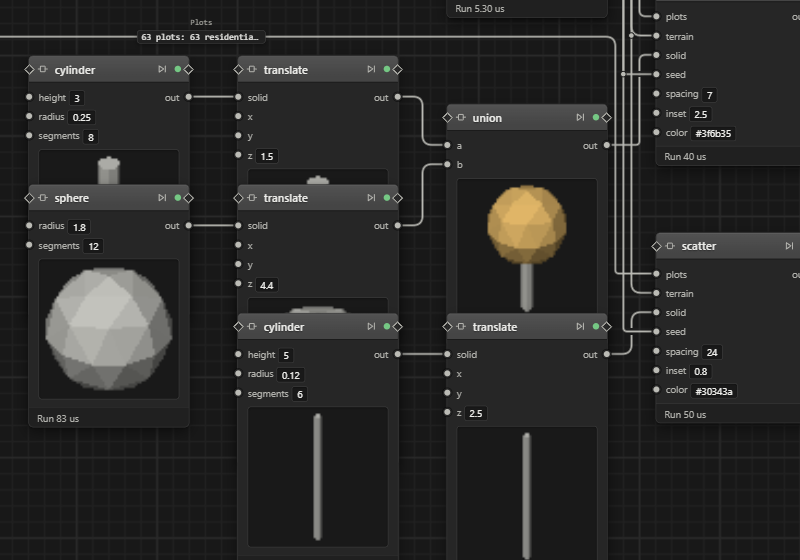 Run 5.30 us
Plots
63 plots: 63 residentia…
cylinder
height 3
out
radius 0.25
segments 8
translate
solid
out
x
y
z 1.5
union
a
out
b
plots
ou
terrain
solid
seed
spacing 7
inset 2.5
color #3f6b35
Run 40 us
sphere
radius 1.8
out
segments 12
Run 83 us
translate
solid
out
x
y
z 4.4
scatter
plots
ou
terrain
solid
seed
spacing 24
inset 0.8
color #30343a
Run 50 us
cylinder
height 5
out
radius 0.12
segments 6
translate
solid
out
x
y
z 2.5